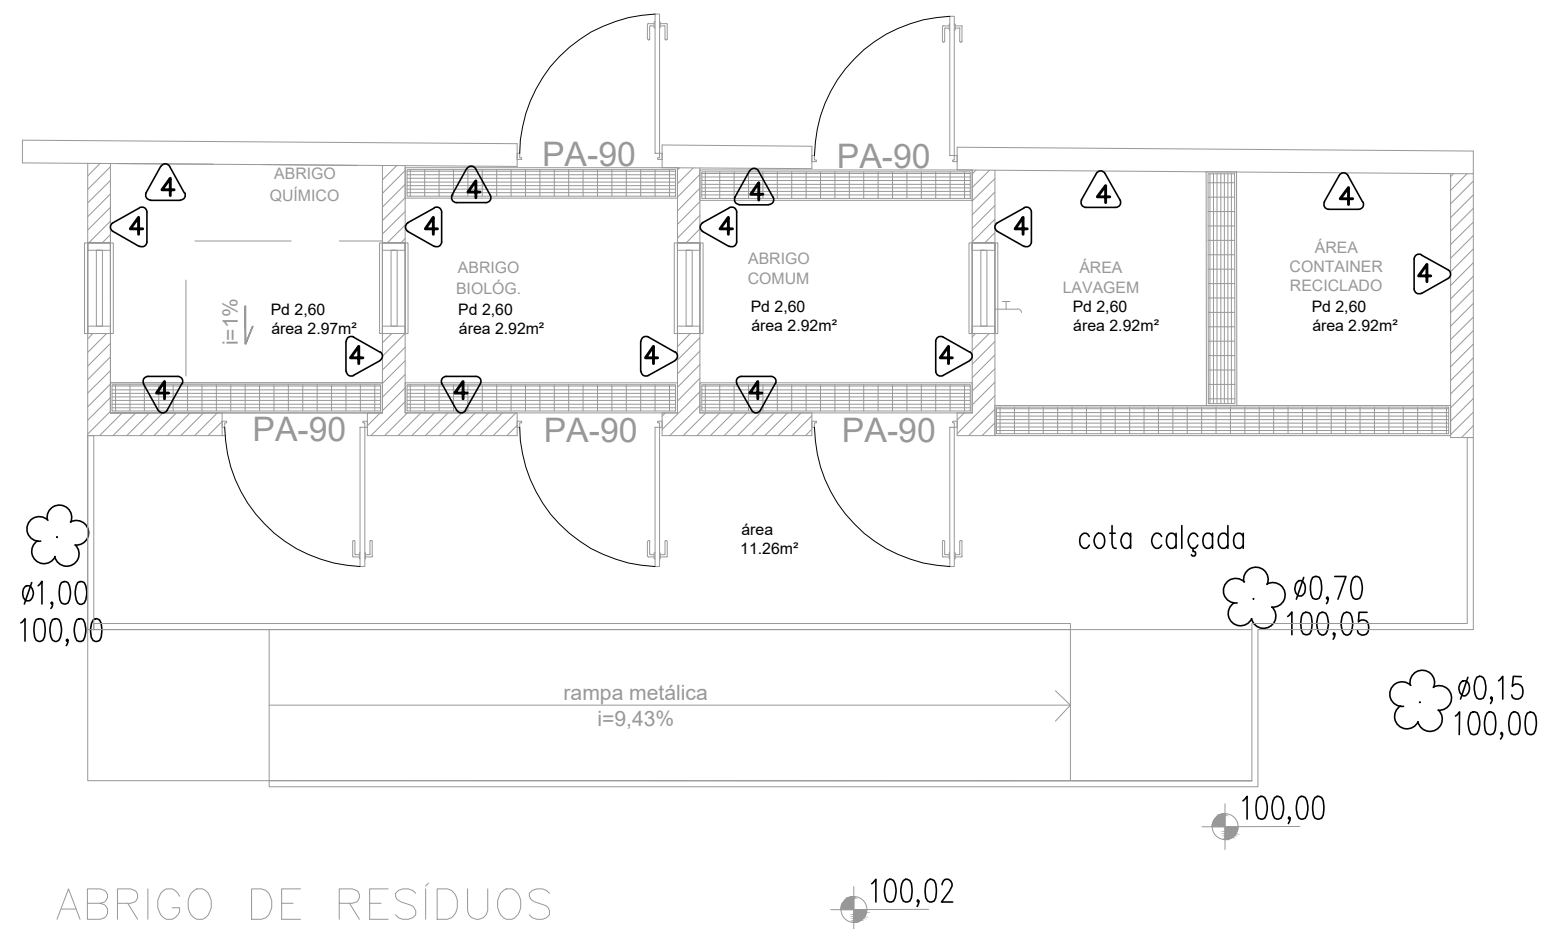 PA-90
PA-90
ABRIGO
QUÍMICO
4
4
4
4
4
4
4
4
4
4
4
ABRIGO
BIOLÓG.
Pd 2,60
área 2.92m²
ABRIGO
COMUM
Pd 2,60
área 2.92m²
ÁREA
LAVAGEM
Pd 2,60
área 2.92m²
ÁREA
CONTAINER
RECICLADO
Pd 2,60
área 2.92m²
i=1%
Pd 2,60
área 2.97m²
4
4
4
4
4
PA-90
PA-90
PA-90
área
11.26m²
cota calçada
ø1,00
100,00
ø0,70
100,05
rampa metálica
i=9,43%
ø0,15
100,00
100,00
100,02
ABRIGO DE RESÍDUOS